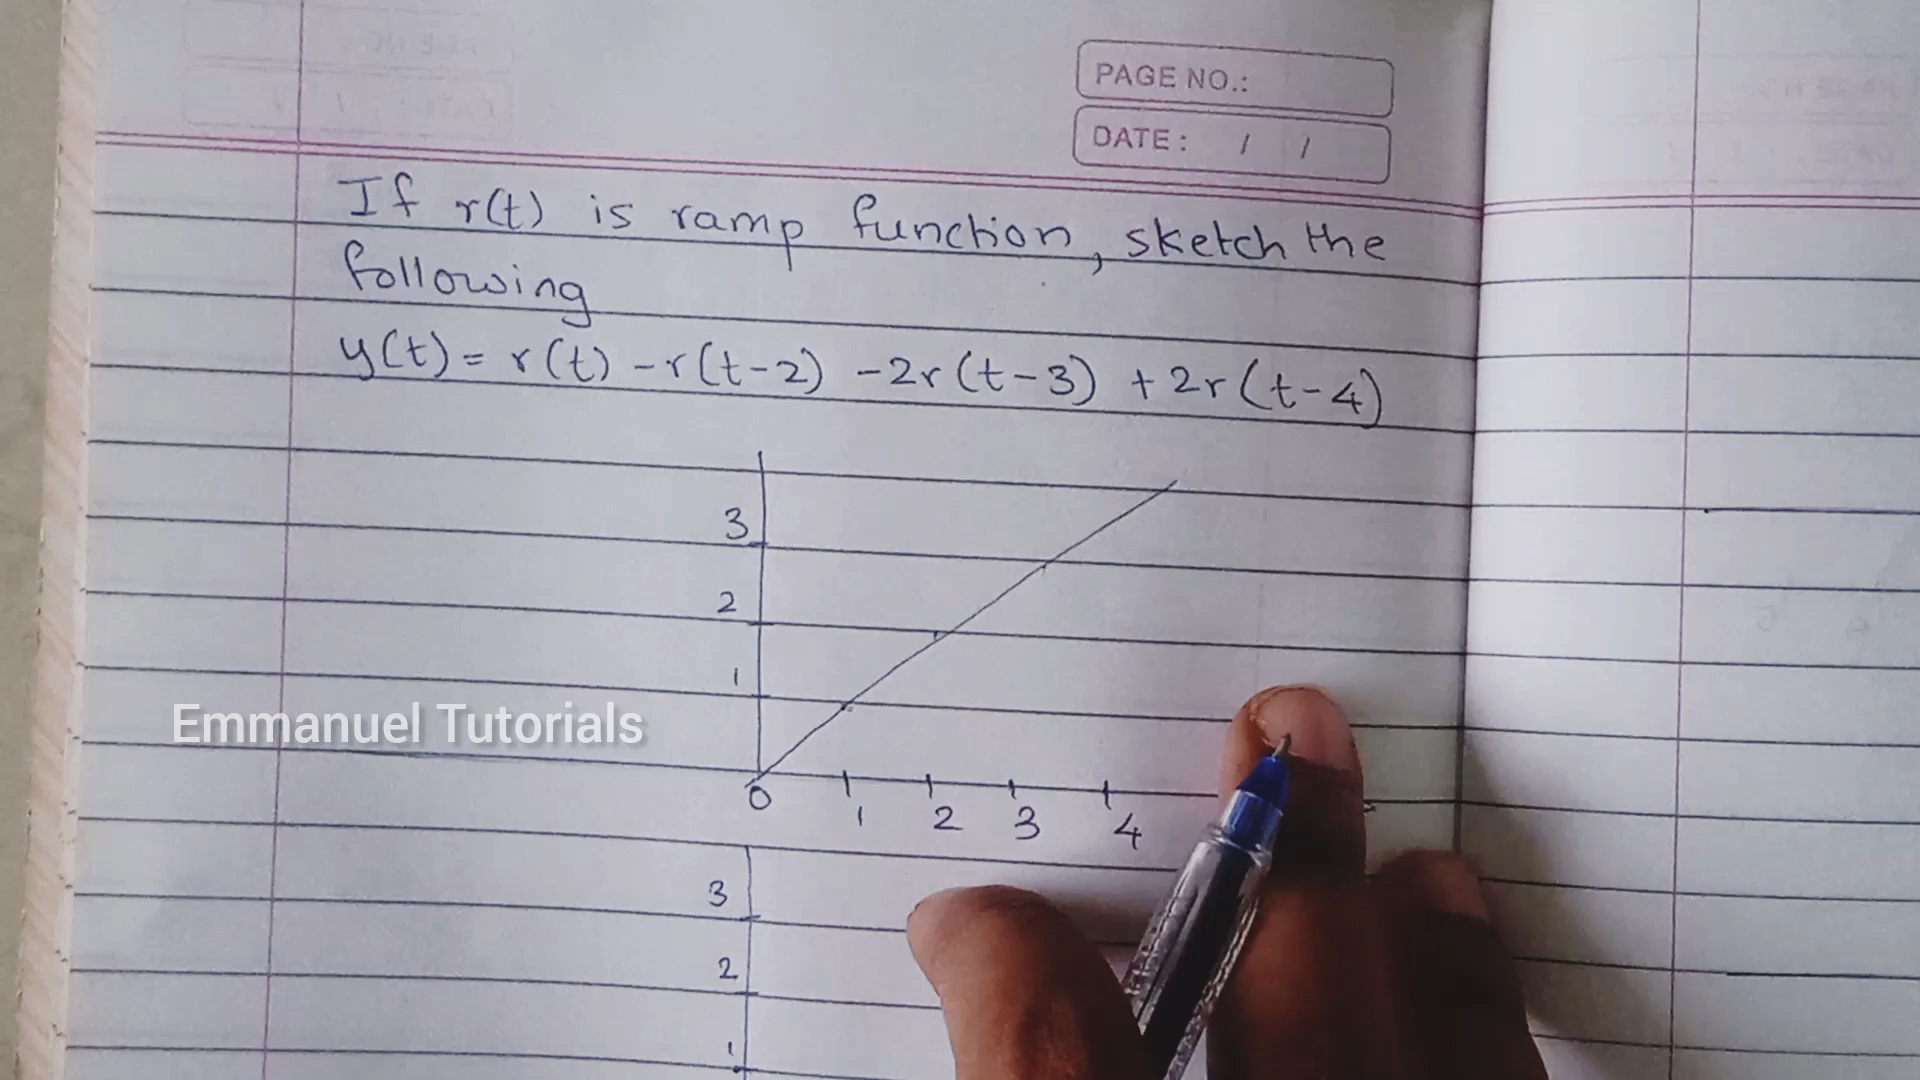 PAGE NO.:
DATE : / /
If r(t) is ramp function, sketch the
following
y(t) = r(t) - r(t-2) - 2r(t-3) + 2r(t-4)
3
2
1
Emmanuel Tutorials
0 1 2 3 4
3
2
1